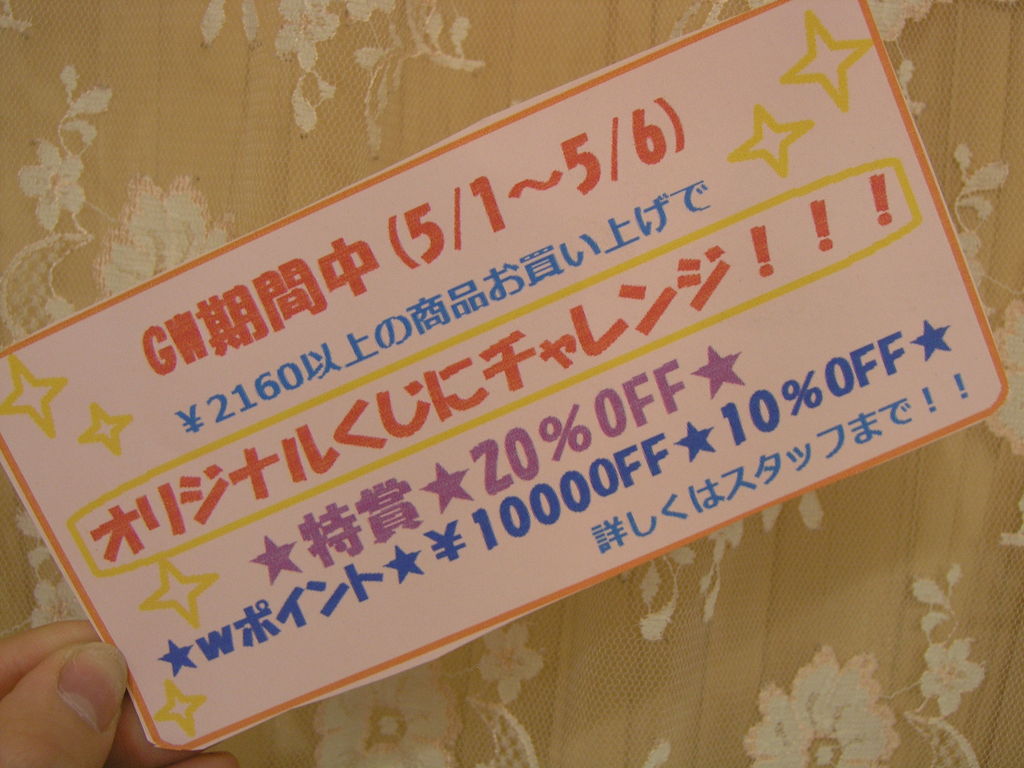 GW期間中(5/1～5/6)
¥2160以上の商品お買い上げで
オリジナルくじにチャレンジ！！！
★特賞★20%OFF★
★Wポイント★¥1000OFF★10%OFF★
詳しくはスタッフまで！！